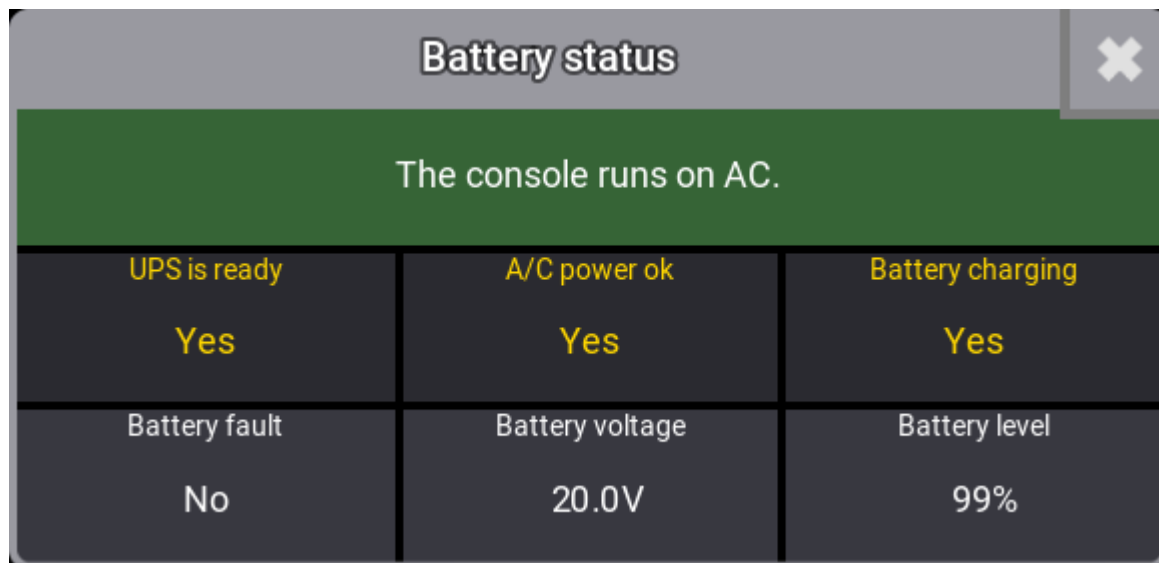 Battery status
The console runs on AC.
UPS is ready A/C power ok Battery charging
Yes Yes Yes
Battery fault Battery voltage Battery level
No 20.0V 99%